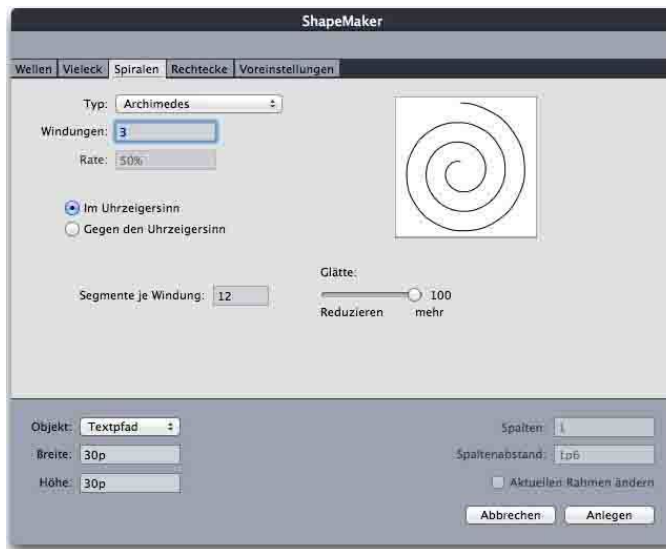 ShapeMaker
Wellen Vieleck Spiralen Rechtecke Voreinstellungen
Typ: Archimedes
Windungen: 3
Rate: 50%
Im Uhrzeigersinn
Gegen den Uhrzeigersinn
Segmente je Windung: 12
Glätte:
100
Reduzieren mehr
Objekt: Textpfad
Breite: 30p
Höhe: 30p
Spalten: 1
Spaltenabstand: 1p6
Aktuellen Rahmen ändern
Abbrechen Anlegen